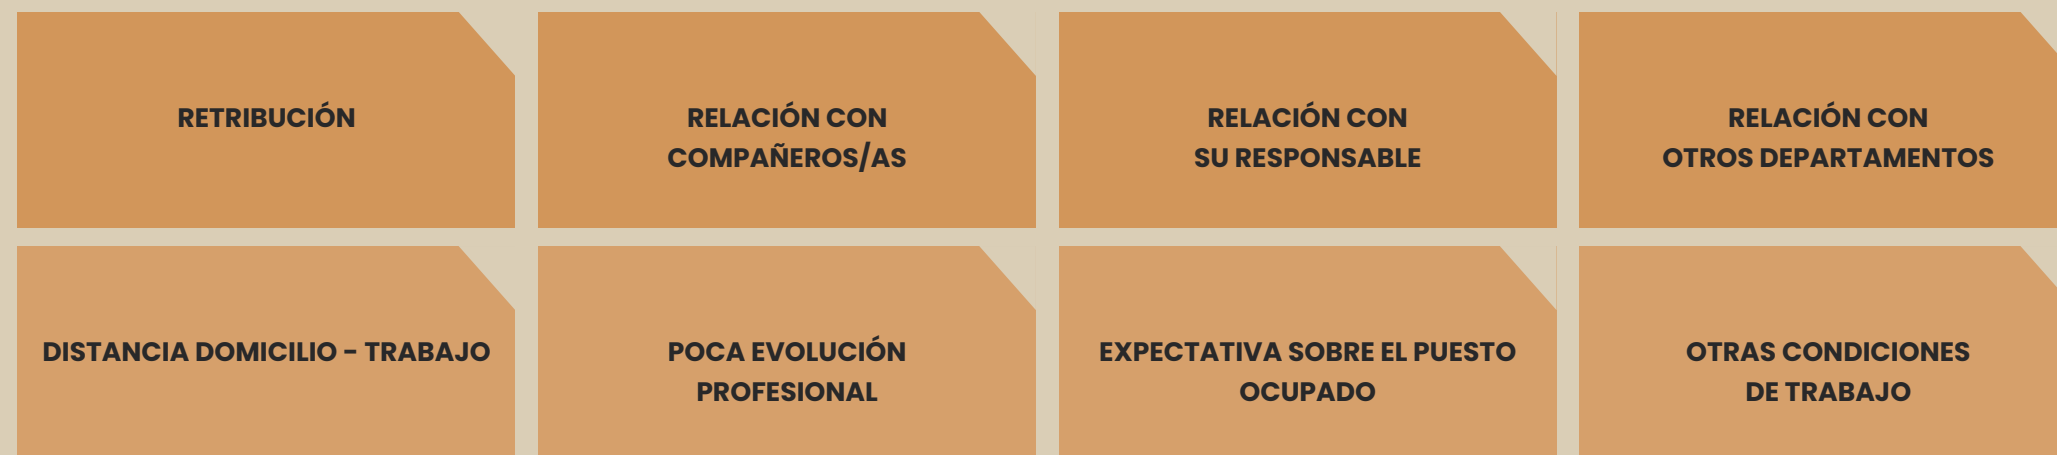 RETRIBUCIÓN
RELACIÓN CON
COMPAÑEROS/AS
RELACIÓN CON
SU RESPONSABLE
RELACIÓN CON
OTROS DEPARTAMENTOS
DISTANCIA DOMICILIO - TRABAJO
POCA EVOLUCIÓN
PROFESIONAL
EXPECTATIVA SOBRE EL PUESTO
OCUPADO
OTRAS CONDICIONES
DE TRABAJO